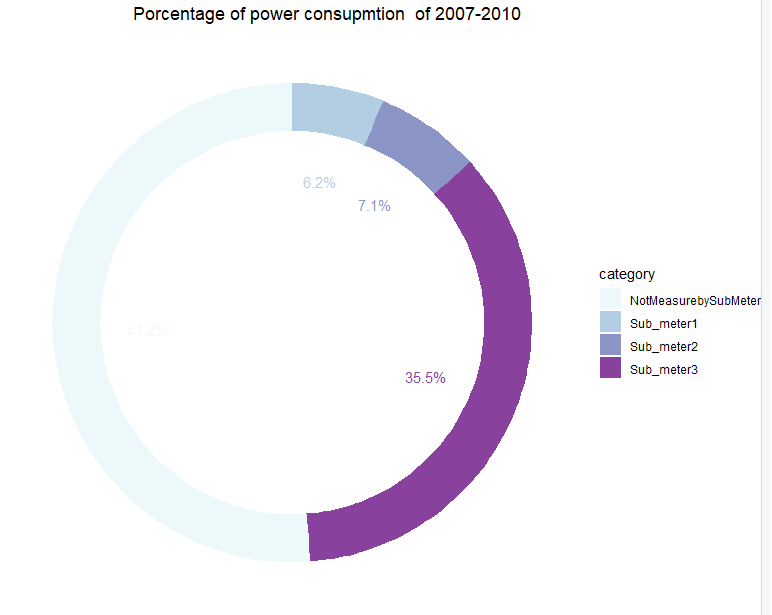 Porcentage of power consupmtion  of 2007-2010
6.2%
7.1%
51.2%
35.5%
category
NotMeasurebySubMeter
Sub_meter1
Sub_meter2
Sub_meter3